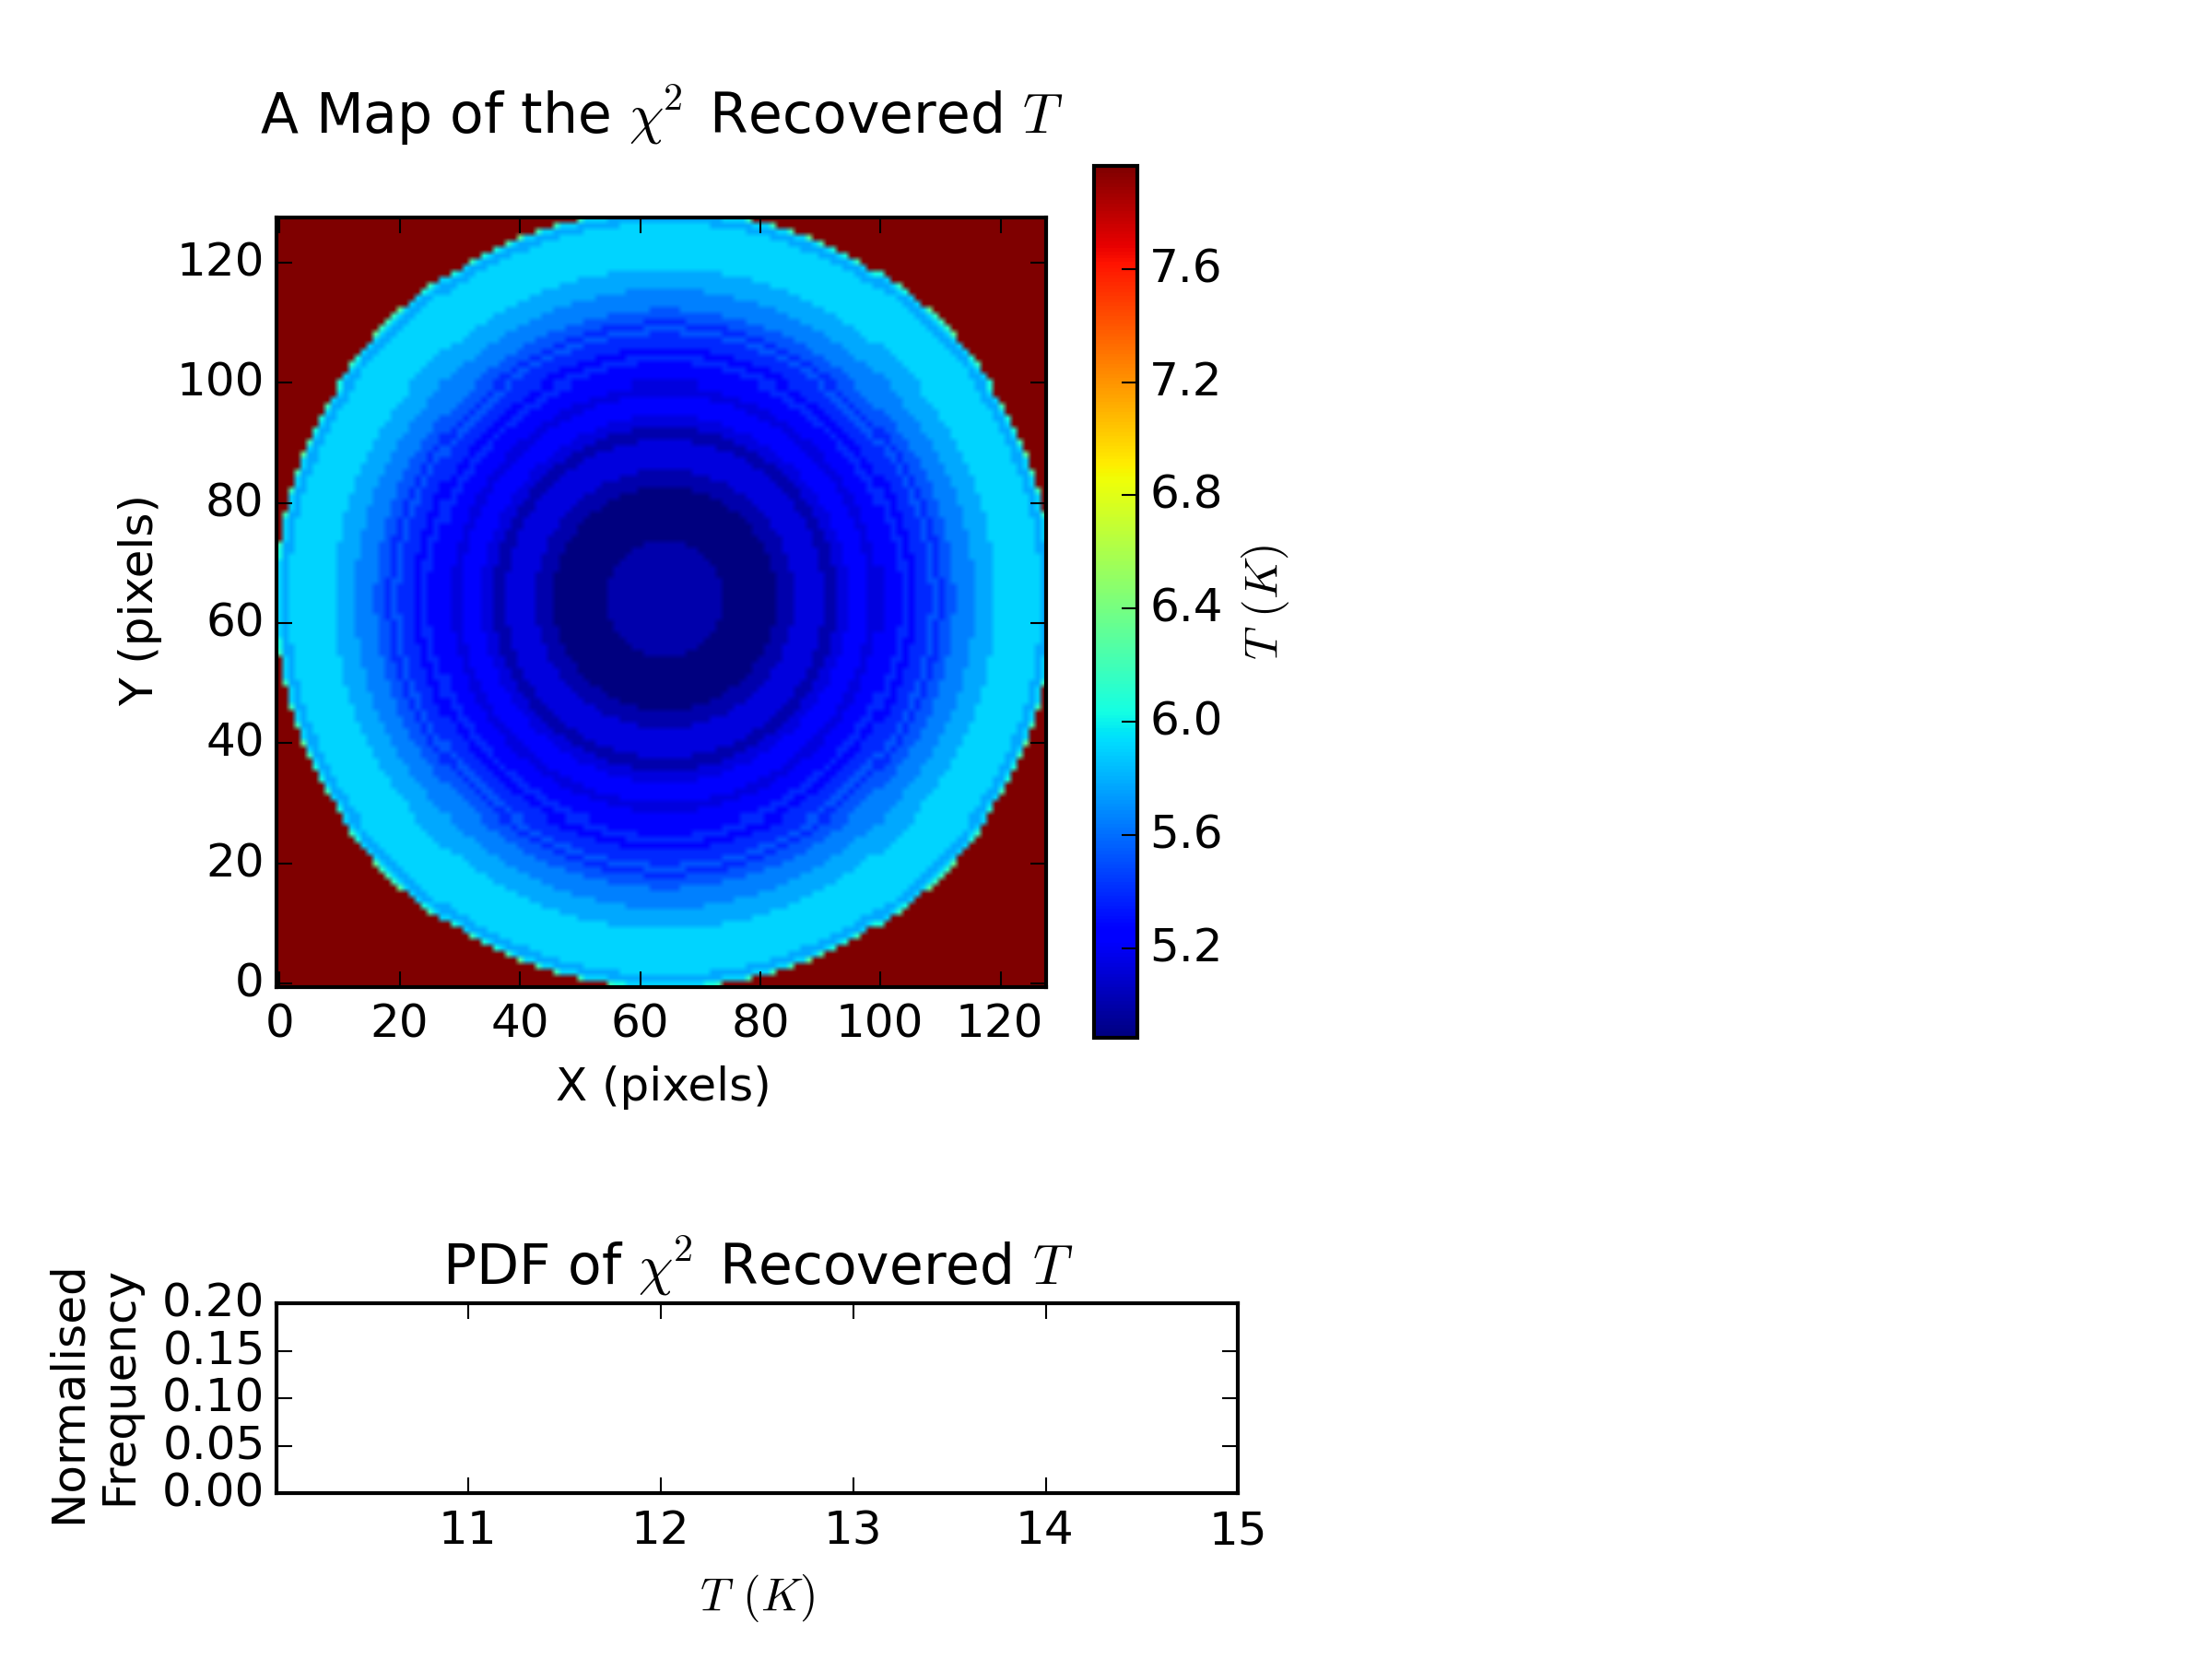 A Map of the χ² Recovered T
120
100
80
60
40
20
0
Y (pixels)
0 20 40 60 80 100 120
X (pixels)
7.6
7.2
6.8
6.4
6.0
5.6
5.2
T (K)
PDF of χ² Recovered T
Normalised
Frequency
0.20
0.15
0.10
0.05
0.00
11 12 13 14 15
T (K)